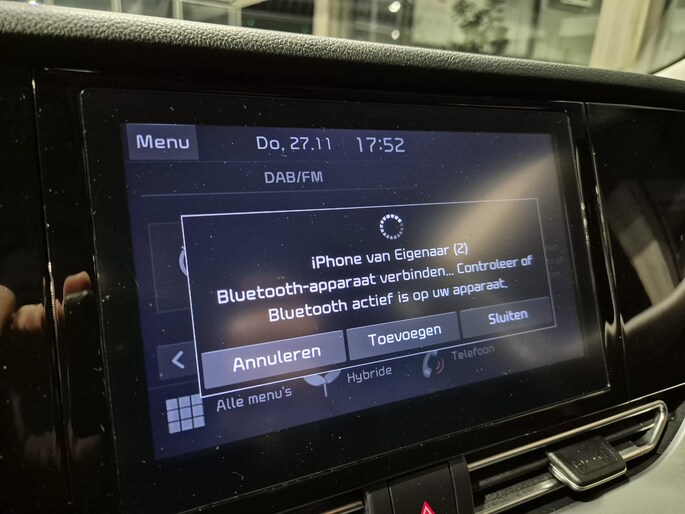 Menu
Do, 27.11 17:52
DAB/FM
iPhone van Eigenaar (2)
Bluetooth-apparaat verbinden... Controleer of
Bluetooth actief is op uw apparaat.
Annuleren Toevoegen Sluiten
Alle menu's Hybride Telefoon